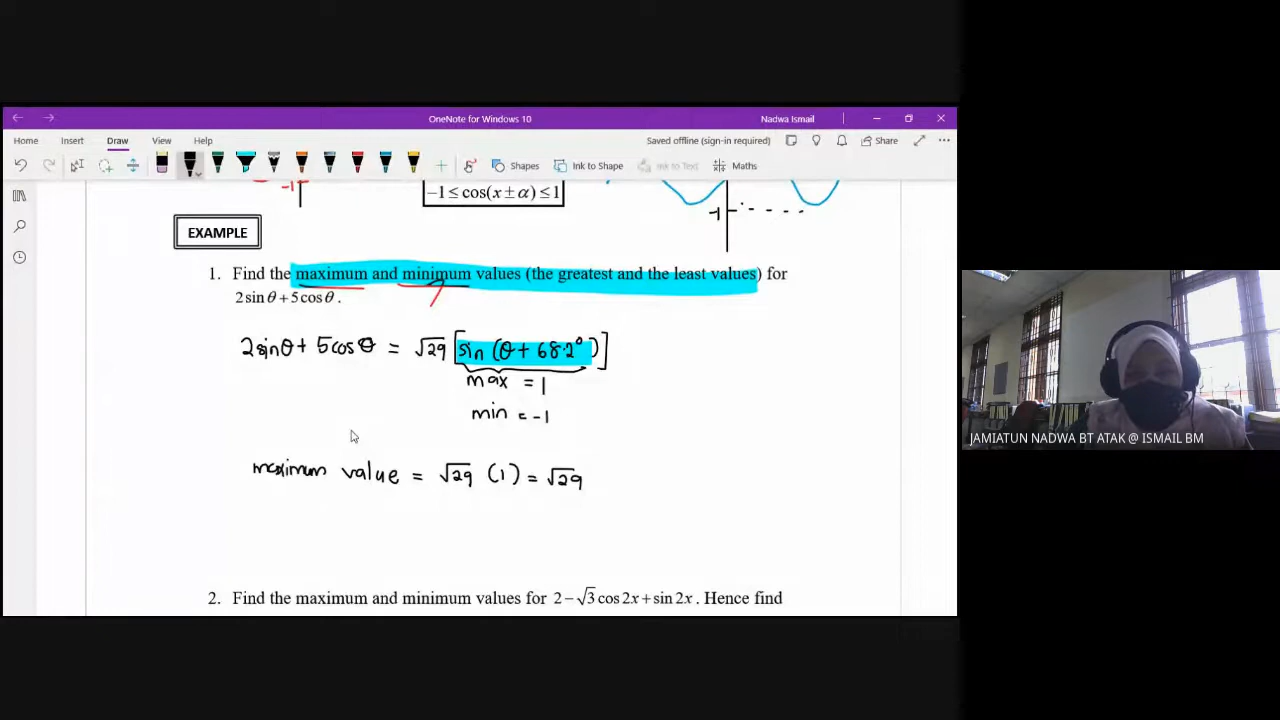 OneNote for Windows 10
Nadwa Ismail
Home Insert Draw View Help
Saved offline (sign-in required)
Share
Shapes
Ink to Shape
Ink to Text
Maths
-1
−1 ≤ cos(x ± α) ≤ 1
-1
EXAMPLE
1. Find the maximum and minimum values (the greatest and the least values) for
2sinθ + 5cosθ .
2sinθ + 5cosθ = √29 [sin (θ + 68.2°)]
max = 1
min = -1
maximum value = √29 (1) = √29
2. Find the maximum and minimum values for 2 − √3 cos 2x + sin 2x . Hence find
JAMIATUN NADWA BT ATAK @ ISMAIL BM